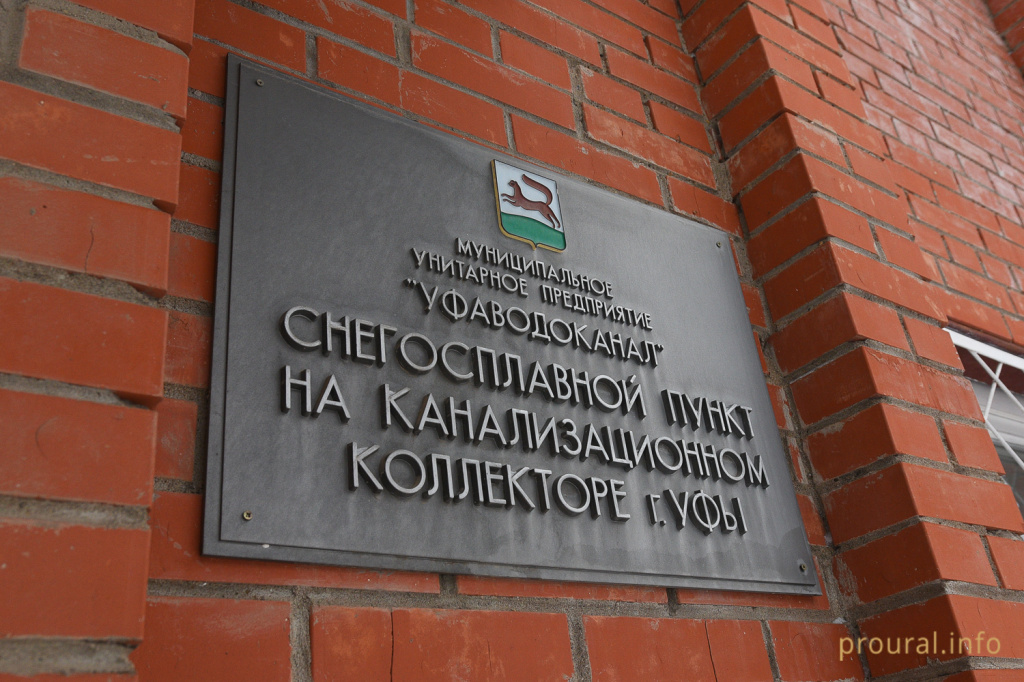 МУНИЦИПАЛЬНОЕ
УНИТАРНОЕ ПРЕДПРИЯТИЕ
"УФАВОДОКАНАЛ"
СНЕГОСПЛАВНОЙ ПУНКТ
НА КАНАЛИЗАЦИОННОМ
КОЛЛЕКТОРЕ г. УФЫ
proural.info